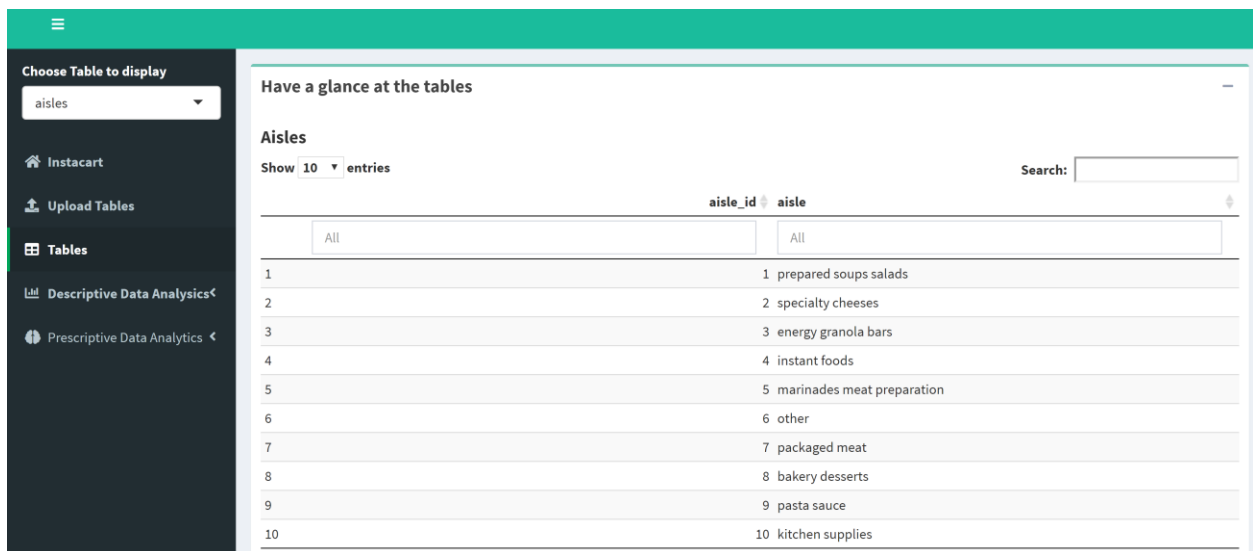 Choose Table to display
aisles
Instacart
Upload Tables
Tables
Descriptive Data Analysics
Prescriptive Data Analytics
Have a glance at the tables
Aisles
Show 10 entries
Search:
aisle_id aisle
All All
1 1 prepared soups salads
2 2 specialty cheeses
3 3 energy granola bars
4 4 instant foods
5 5 marinades meat preparation
6 6 other
7 7 packaged meat
8 8 bakery desserts
9 9 pasta sauce
10 10 kitchen supplies